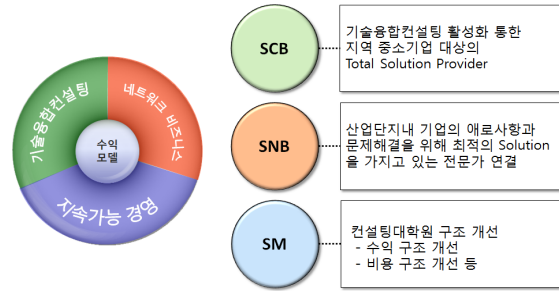 기술융합컨설팅
네트워크 비즈니스
수익
모델
지속가능 경영
SCB
기술융합컨설팅 활성화 통한
지역 중소기업 대상의
Total Solution Provider
SNB
산업단지내 기업의 애로사항과
문제해결을 위해 최적의 Solution
을 가지고 있는 전문가 연결
SM
컨설팅대학원 구조 개선
- 수익 구조 개선
- 비용 구조 개선 등